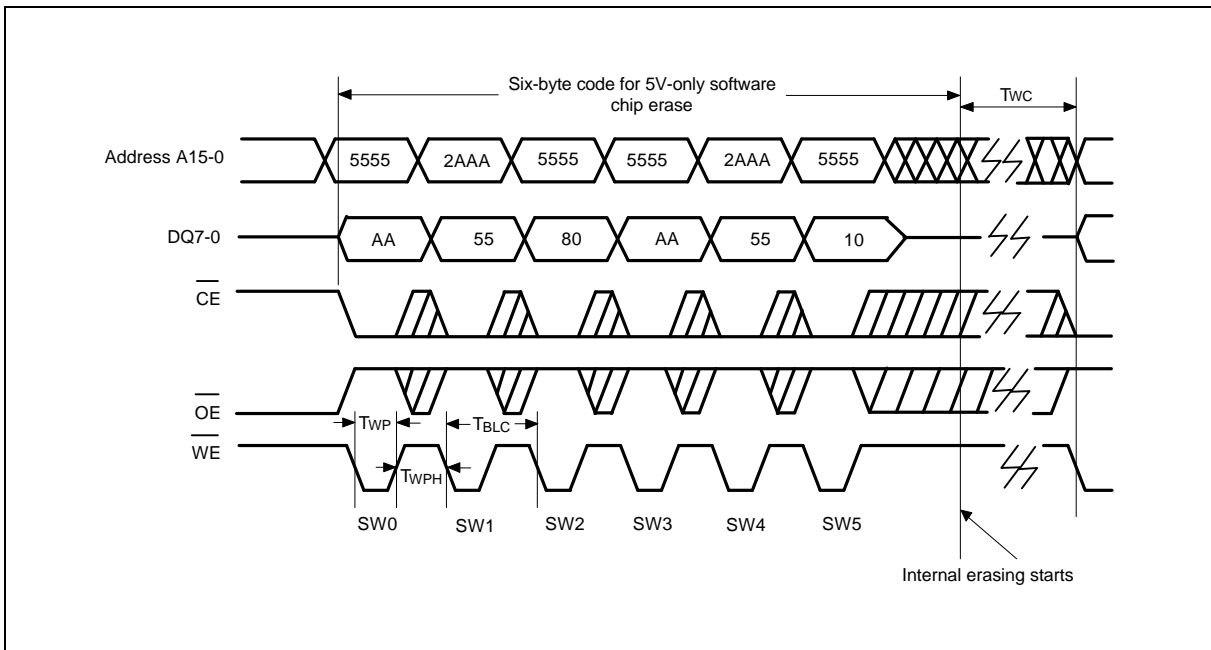 Six-byte code for 5V-only software
chip erase
TWC
Address A15-0
5555
2AAA
5555
5555
2AAA
5555
DQ7-0
AA
55
80
AA
55
10
CE
OE
TWP
TBLC
WE
TWPH
SW0
SW1
SW2
SW3
SW4
SW5
Internal erasing starts